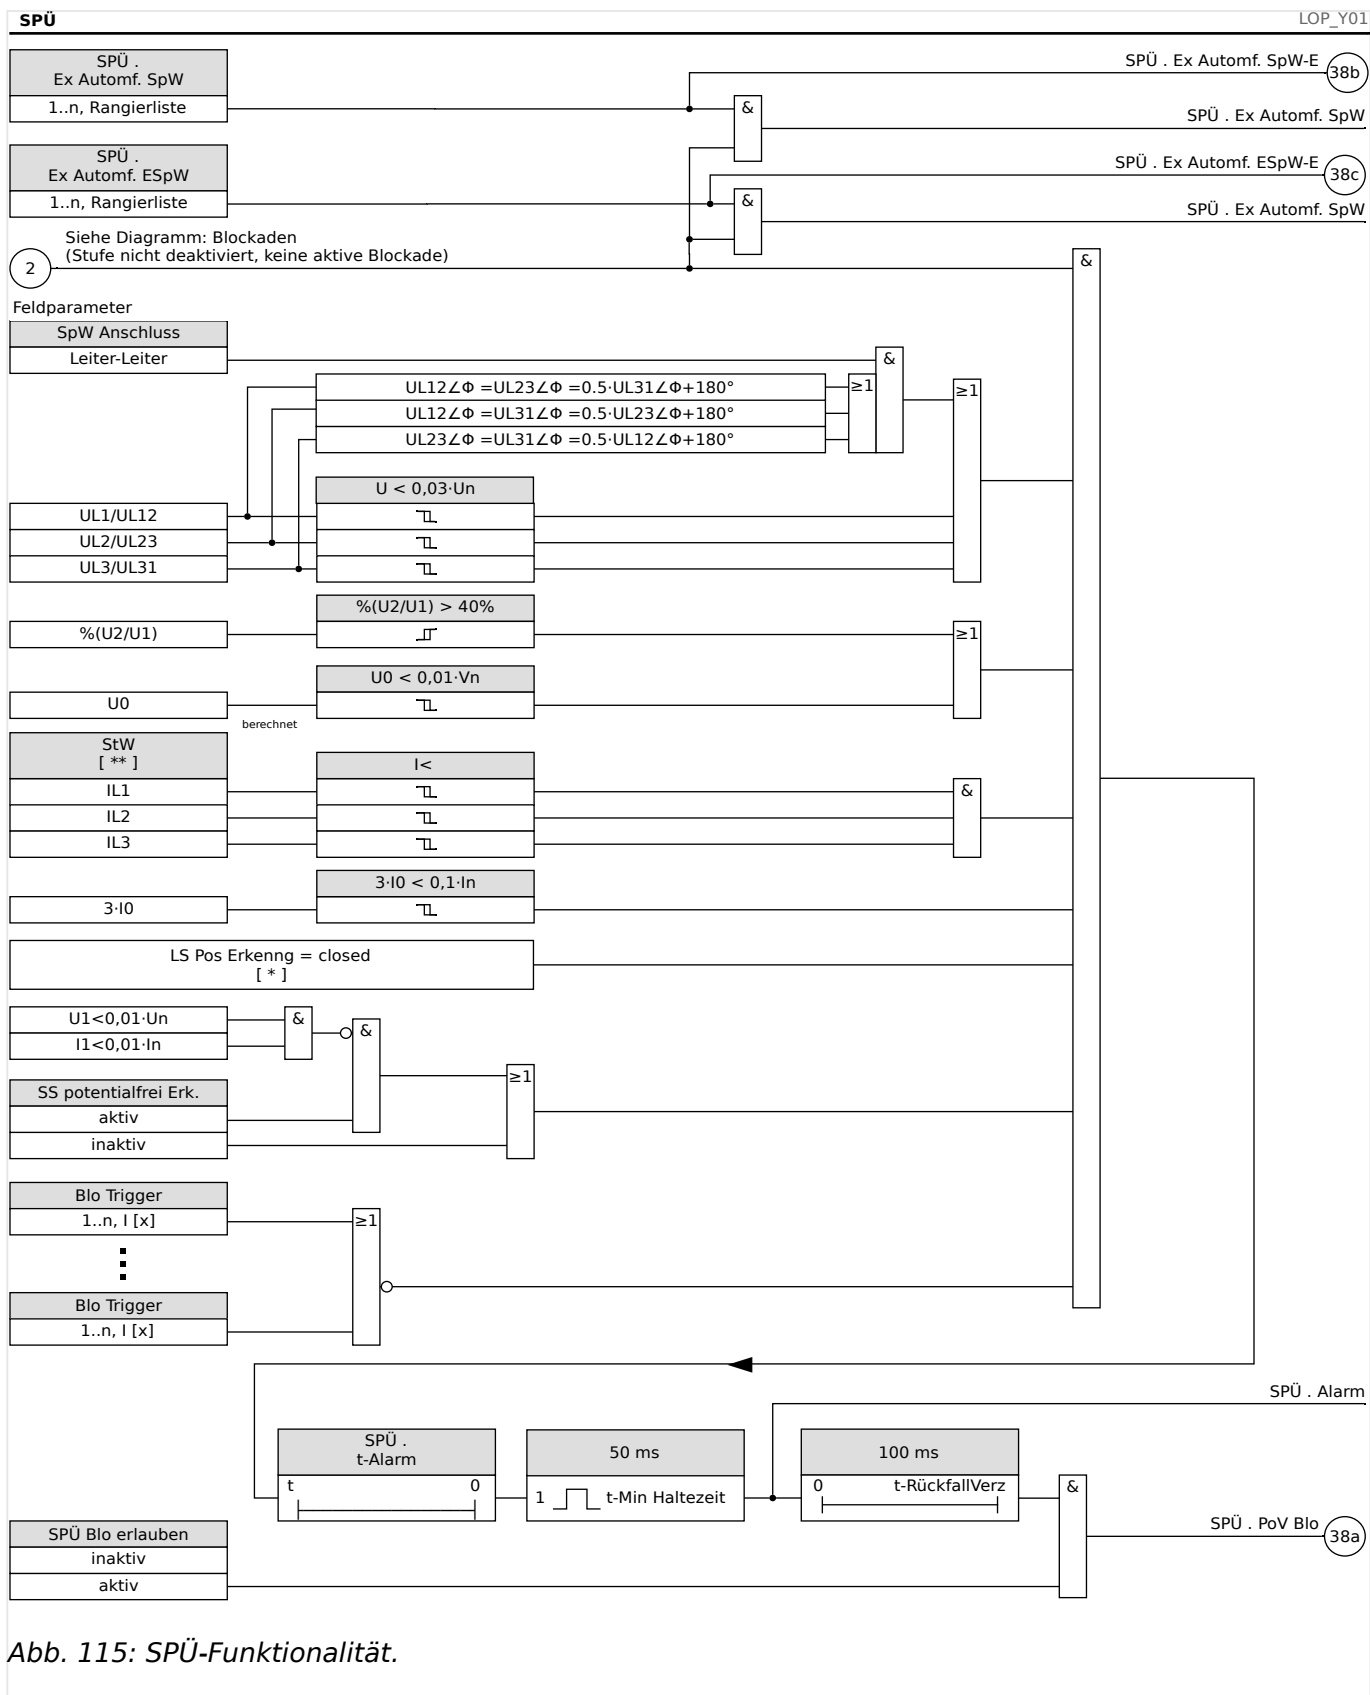 SPÜ
LOP_Y01
SPÜ .
Ex Automf. SpW
1..n, Rangierliste
SPÜ . Ex Automf. SpW-E
38b
&
SPÜ . Ex Automf. SpW
SPÜ .
Ex Automf. ESpW
1..n, Rangierliste
SPÜ . Ex Automf. ESpW-E
38c
&
SPÜ . Ex Automf. SpW
Siehe Diagramm: Blockaden
(Stufe nicht deaktiviert, keine aktive Blockade)
2
&
Feldparameter
SpW Anschluss
Leiter-Leiter
&
UL12∠Φ =UL23∠Φ =0.5·UL31∠Φ+180°
≥1
≥1
UL12∠Φ =UL31∠Φ =0.5·UL23∠Φ+180°
UL23∠Φ =UL31∠Φ =0.5·UL12∠Φ+180°
U < 0,03·Un
UL1/UL12
UL2/UL23
UL3/UL31
%(U2/U1) > 40%
%(U2/U1)
≥1
U0 < 0,01·Vn
U0
berechnet
StW
[ ** ]
I<
IL1
&
IL2
IL3
3·I0 < 0,1·In
3·I0
LS Pos Erkenng = closed
[ * ]
U1<0,01·Un
&
&
I1<0,01·In
≥1
SS potentialfrei Erk.
aktiv
inaktiv
Blo Trigger
1..n, I [x]
≥1
Blo Trigger
1..n, I [x]
SPÜ . Alarm
SPÜ .
t-Alarm
t 0
50 ms
1 t-Min Haltezeit
100 ms
0 t-RückfallVerz
&
SPÜ . PoV Blo
38a
SPÜ Blo erlauben
inaktiv
aktiv
Abb. 115: SPÜ-Funktionalität.